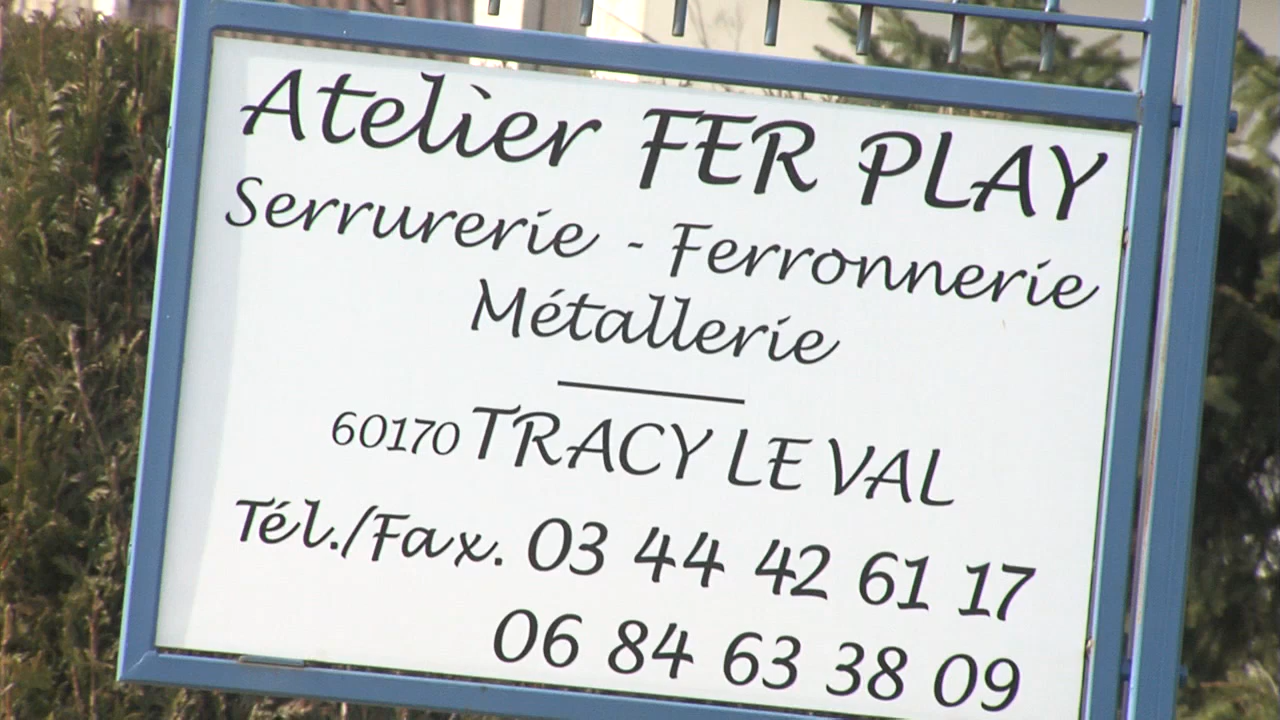 Atelier FER PLAY
Serrurerie - Ferronnerie
Métallerie
60170 TRACY LE VAL
Tél./Fax. 03 44 42 61 17
06 84 63 38 09